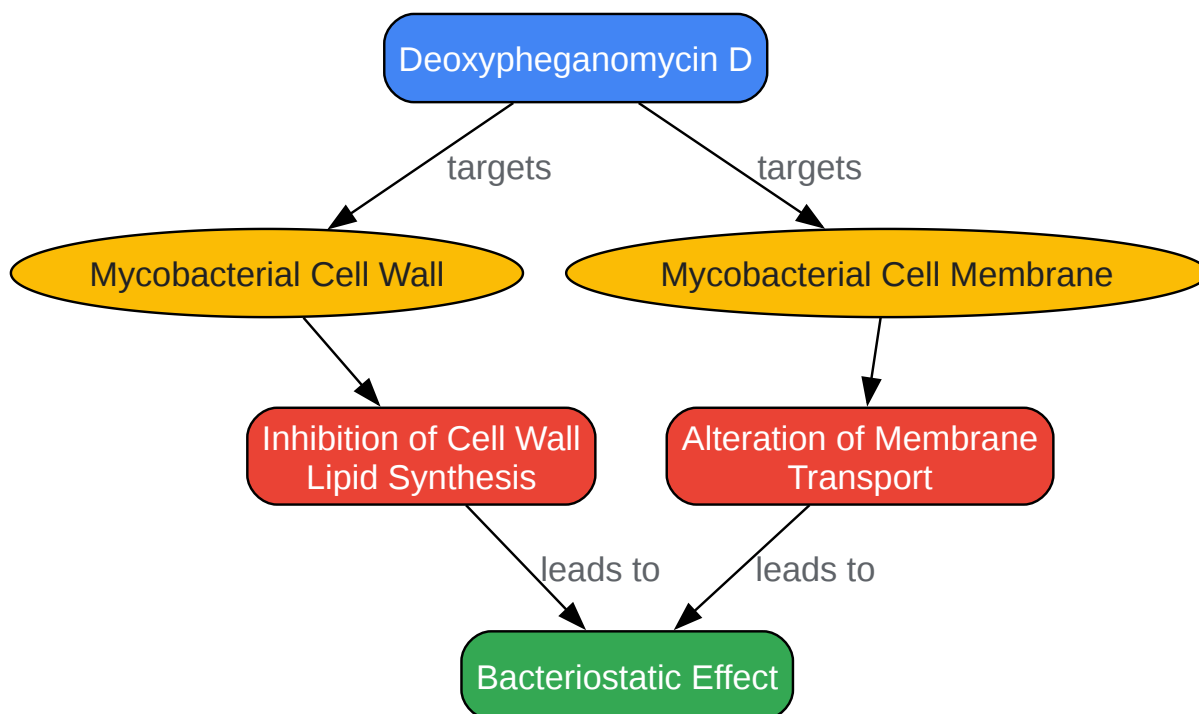 Deoxypheganomycin D
targets
targets
Mycobacterial Cell Wall
Mycobacterial Cell Membrane
Inhibition of Cell Wall
Lipid Synthesis
Alteration of Membrane
Transport
leads to
leads to
Bacteriostatic Effect